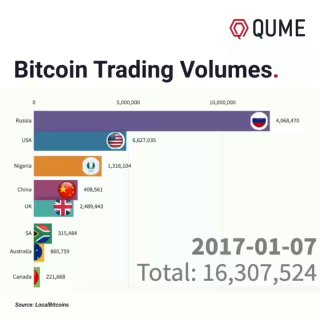 QUME
Bitcoin Trading Volumes.
0 5,000,000 10,000,000
Russia 4,068,470
USA 6,627,035
Nigeria 1,316,104
China 408,561
UK 2,489,443
SA 315,484
Australia 860,759
Canada 221,668
2017-01-07
Total: 16,307,524
Source: LocalBitcoins